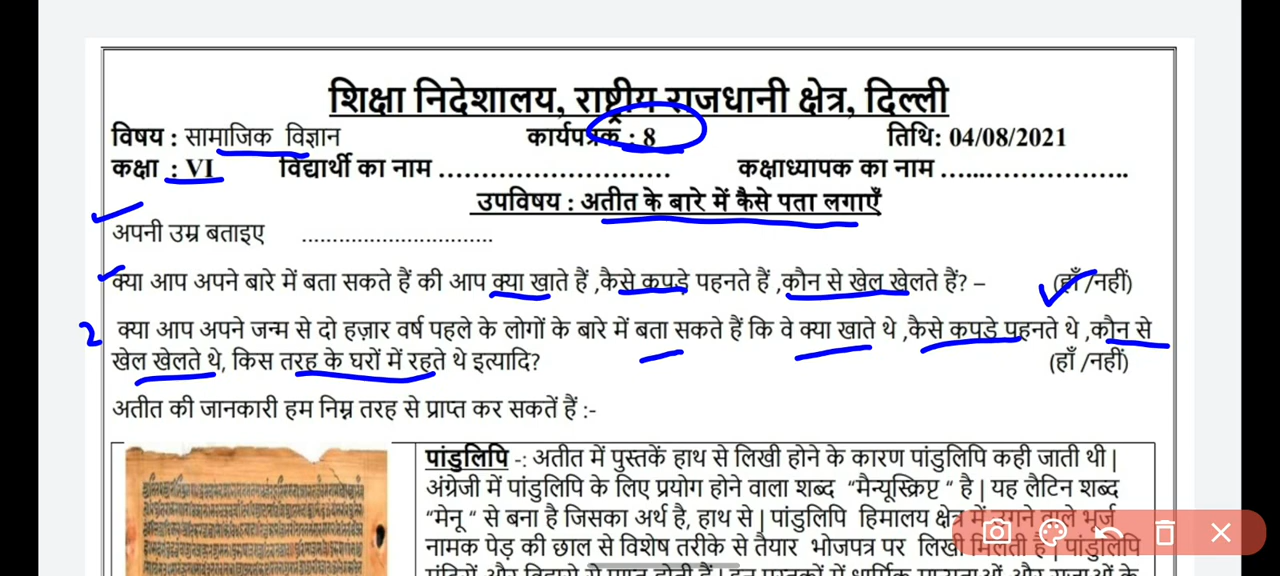 शिक्षा निदेशालय, राष्ट्रीय राजधानी क्षेत्र, दिल्ली
विषय : सामाजिक विज्ञान कार्यपत्रक : 8 तिथि: 04/08/2021
कक्षा : VI विद्यार्थी का नाम .............................. कक्षाध्यापक का नाम .........................
उपविषय : अतीत के बारे में कैसे पता लगाएँ
अपनी उम्र बताइए ................................
क्या आप अपने बारे में बता सकते हैं की आप क्या खाते हैं ,कैसे कपड़े पहनते हैं ,कौन से खेल खेलते हैं? – (हाँ /नहीं)
2 क्या आप अपने जन्म से दो हज़ार वर्ष पहले के लोगों के बारे में बता सकते हैं कि वे क्या खाते थे ,कैसे कपडे पहनते थे ,कौन से
खेल खेलते थे, किस तरह के घरों में रहते थे इत्यादि? (हाँ /नहीं)
अतीत की जानकारी हम निम्न तरह से प्राप्त कर सकतें हैं :-
पांडुलिपि -: अतीत में पुस्तकें हाथ से लिखी होने के कारण पांडुलिपि कही जाती थी |
अंग्रेजी में पांडुलिपि के लिए प्रयोग होने वाला शब्द “मैन्यूस्क्रिप्ट “ है | यह लैटिन शब्द
“मेनू “ से बना है जिसका अर्थ है, हाथ से | पांडुलिपि हिमालय क्षेत्र में उगने वाले भूर्ज
नामक पेड़ की छाल से विशेष तरीके से तैयार भोजपत्र पर लिखी मिलती है | पांडुलिपि